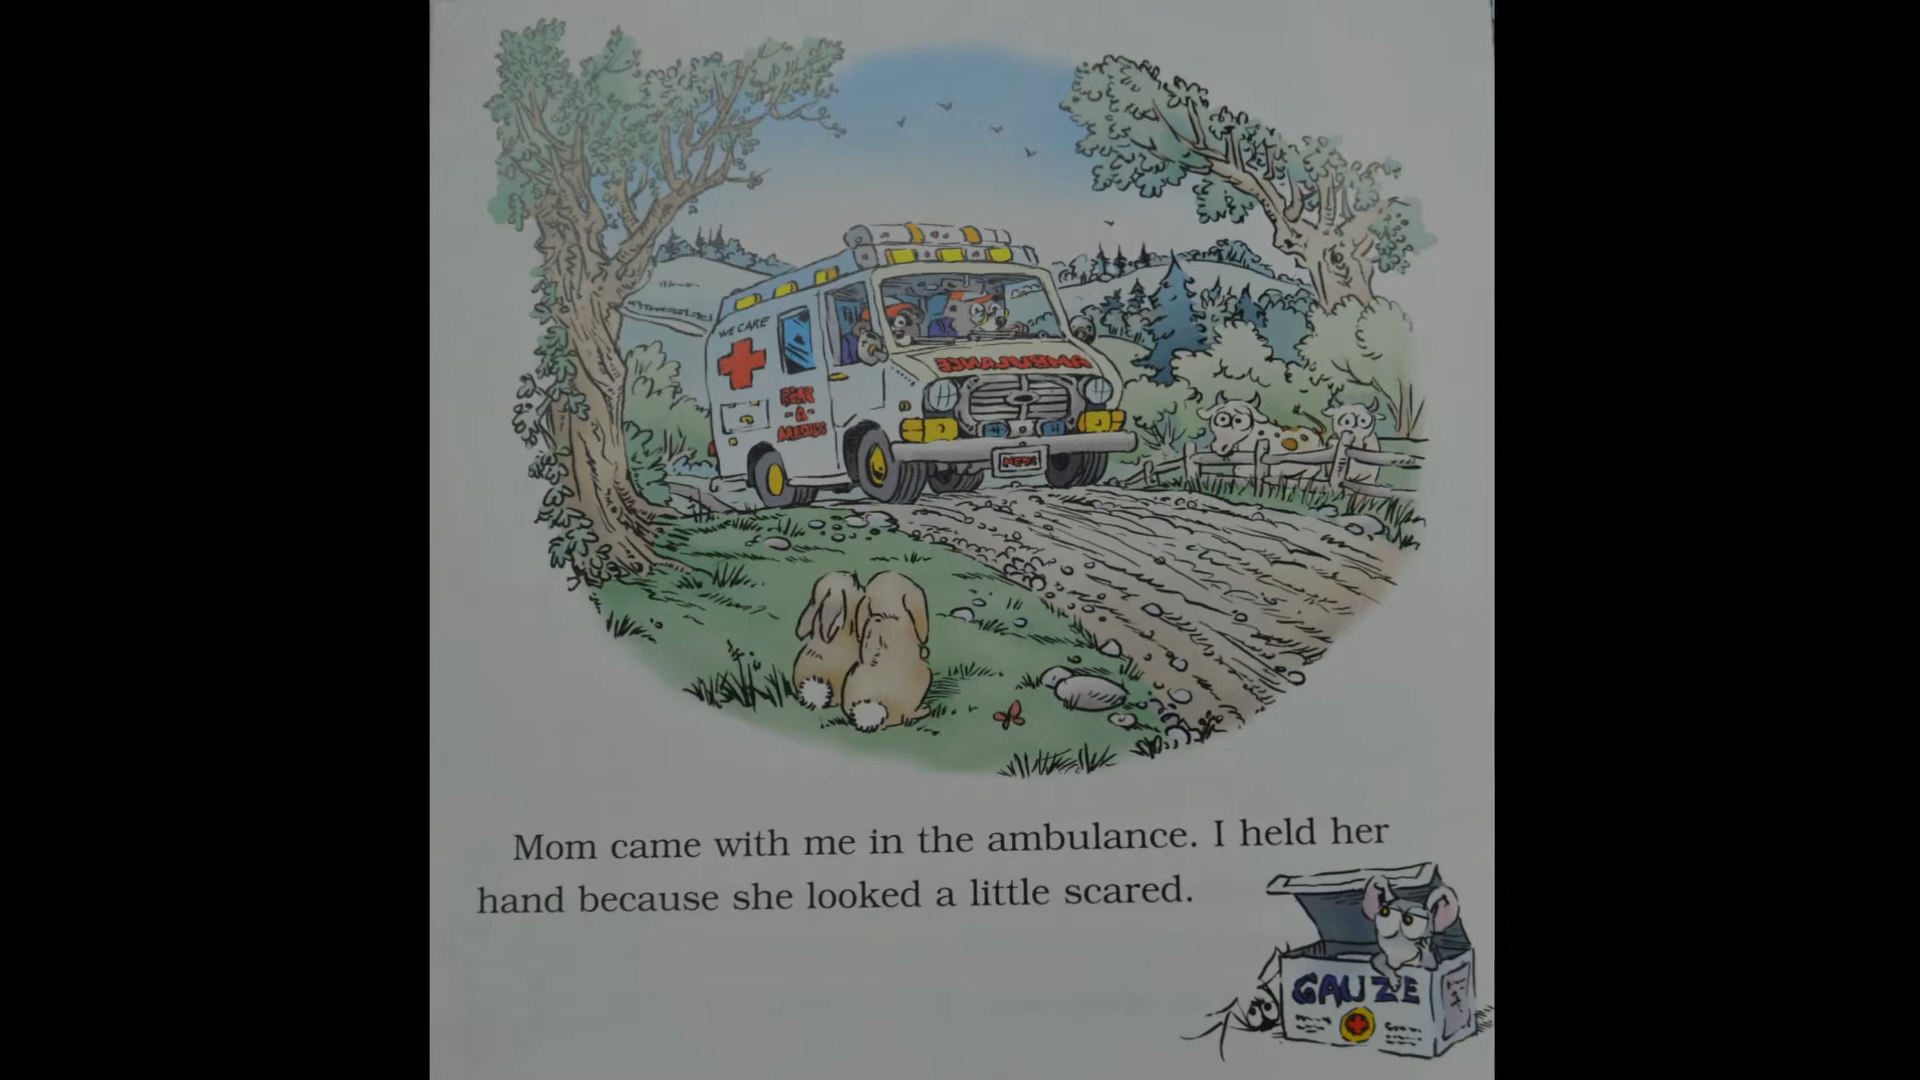 WE CARE
BEAR
-A-
MEDICS
AMBULANCE
Mom came with me in the ambulance. I held her
hand because she looked a little scared.
GAUZE